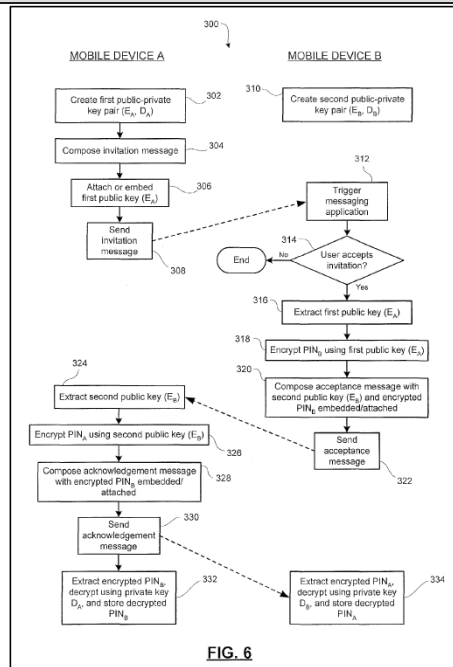 300
MOBILE DEVICE A
MOBILE DEVICE B
302
Create first public-private
key pair (EA, DA)
310
Create second public-private
key pair (EB, DB)
304
Compose invitation message
306
Attach or embed
first public key (EA)
308
Send
invitation
message
312
Trigger
messaging
application
314
User accepts
invitation?
No
End
Yes
316
Extract first public key (EA)
318
Encrypt PINB using first public key (EA)
320
Compose acceptance message with
second public key (EB) and encrypted
PINB embedded/attached
322
Send
acceptance
message
324
Extract second public key (EB)
326
Encrypt PINA using second public key (EB)
328
Compose acknowledgement message
with encrypted PINB embedded/
attached
330
Send
acknowledgement
message
332
Extract encrypted PINB,
decrypt using private key
DA, and store decrypted
PINB
334
Extract encrypted PINA,
decrypt using private key
DB, and store decrypted
PINA
FIG. 6